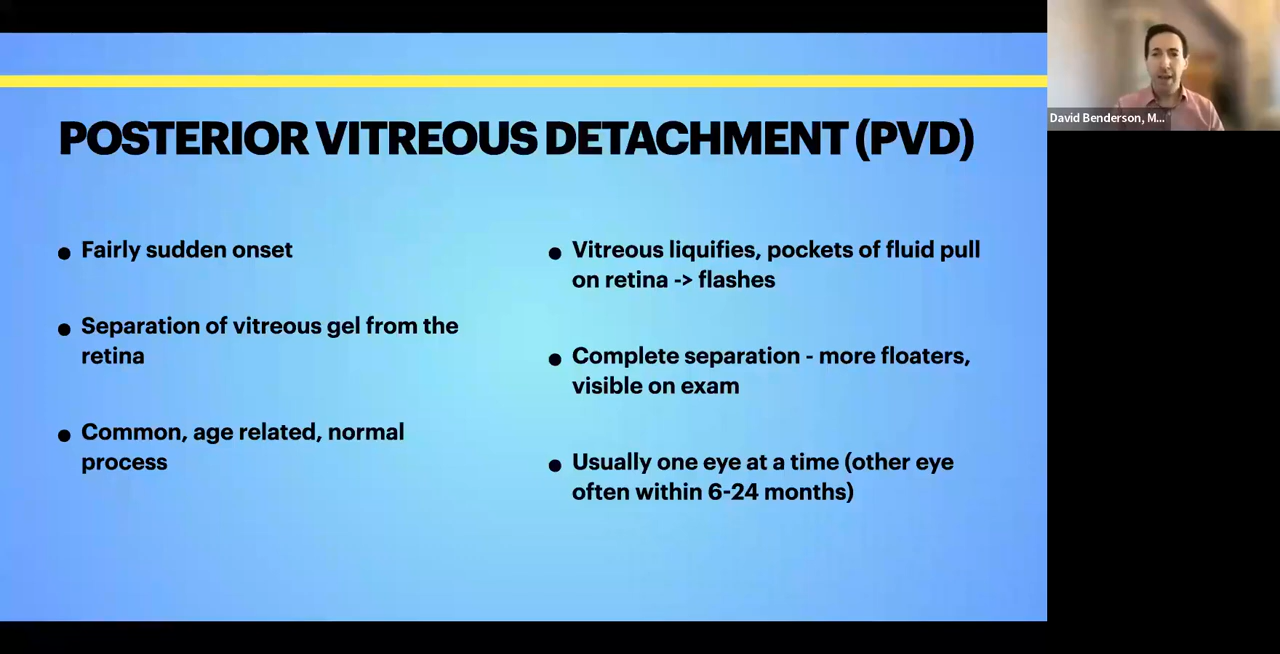 POSTERIOR VITREOUS DETACHMENT (PVD)
• Fairly sudden onset
• Separation of vitreous gel from the
retina
• Common, age related, normal
process
• Vitreous liquifies, pockets of fluid pull
on retina -> flashes
• Complete separation - more floaters,
visible on exam
• Usually one eye at a time (other eye
often within 6-24 months)
David Benderson, M...